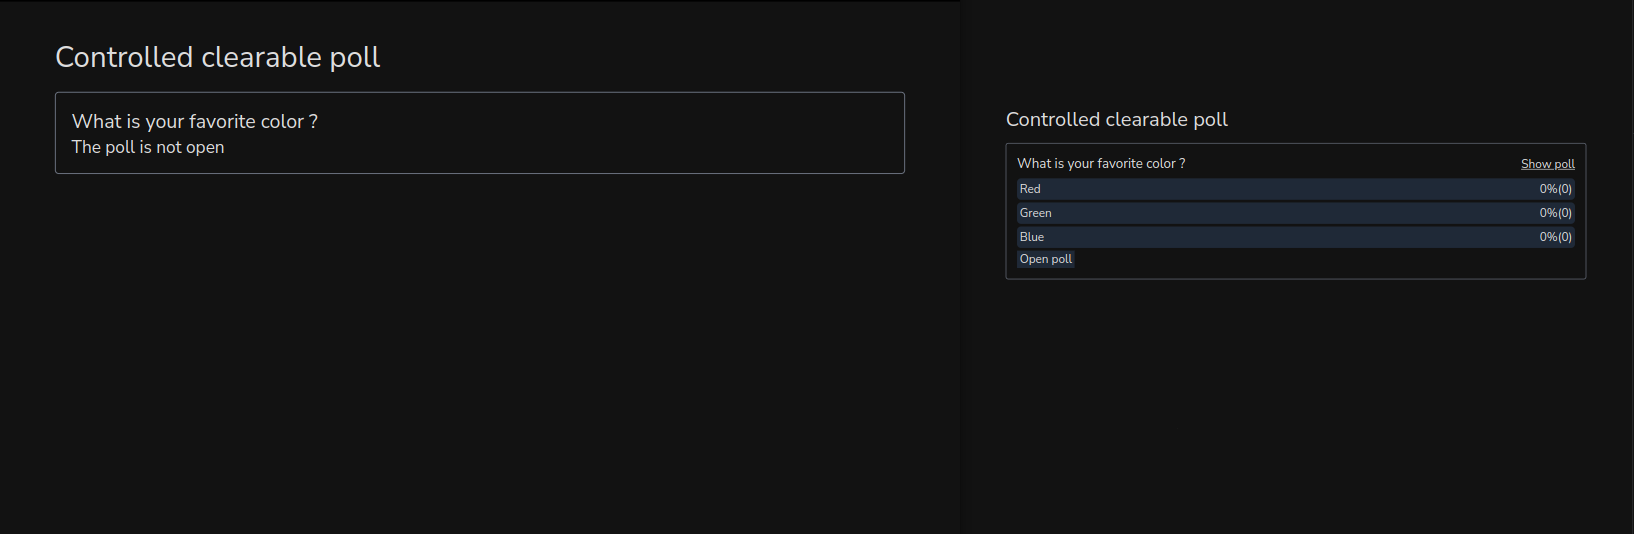 Controlled clearable poll
What is your favorite color ?
The poll is not open
Controlled clearable poll
What is your favorite color ? Show poll
Red 0%(0)
Green 0%(0)
Blue 0%(0)
Open poll